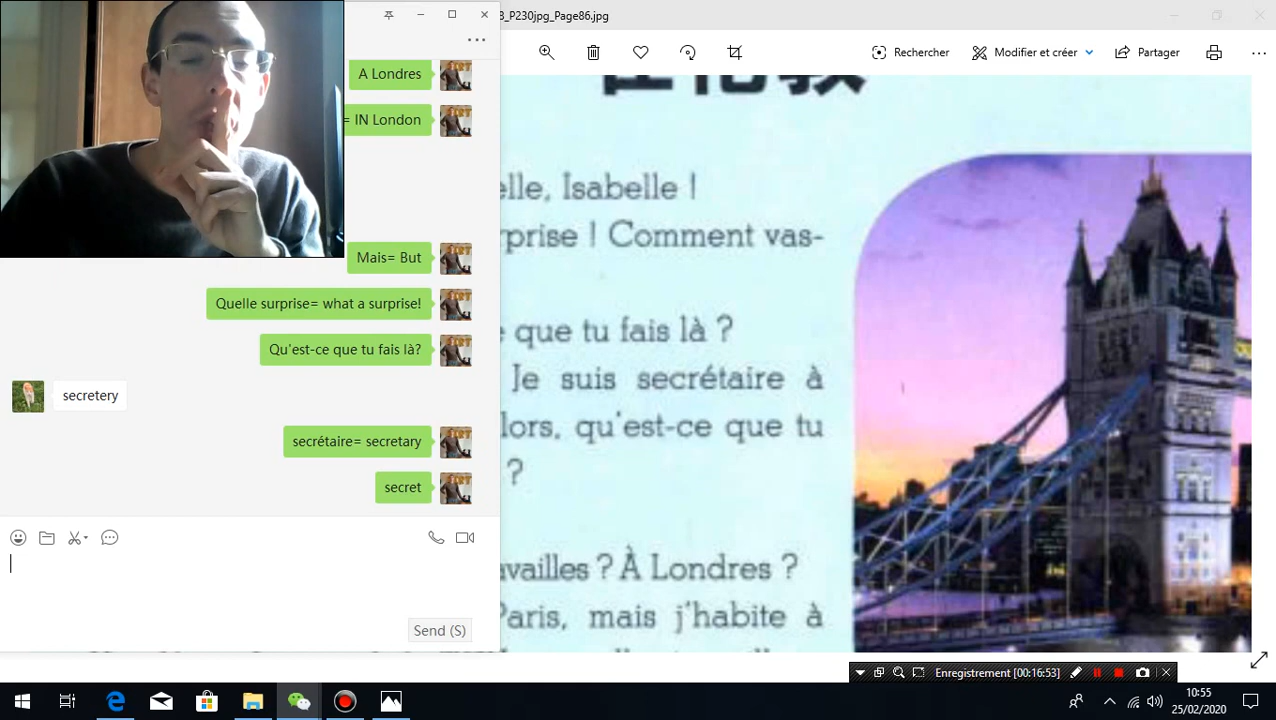 B_P230jpg_Page86.jpg
Rechercher
Modifier et créer
Partager
A Londres
= IN London
Mais= But
Quelle surprise= what a surprise!
Qu'est-ce que tu fais là?
secretery
secrétaire= secretary
secret
Send (S)
elle, Isabelle !
rprise ! Comment vas-
e que tu fais là ?
Je suis secrétaire à
lors, qu'est-ce que tu
?
availles ? À Londres ?
Paris, mais j'habite à
Enregistrement [00:16:53]
10:55
25/02/2020